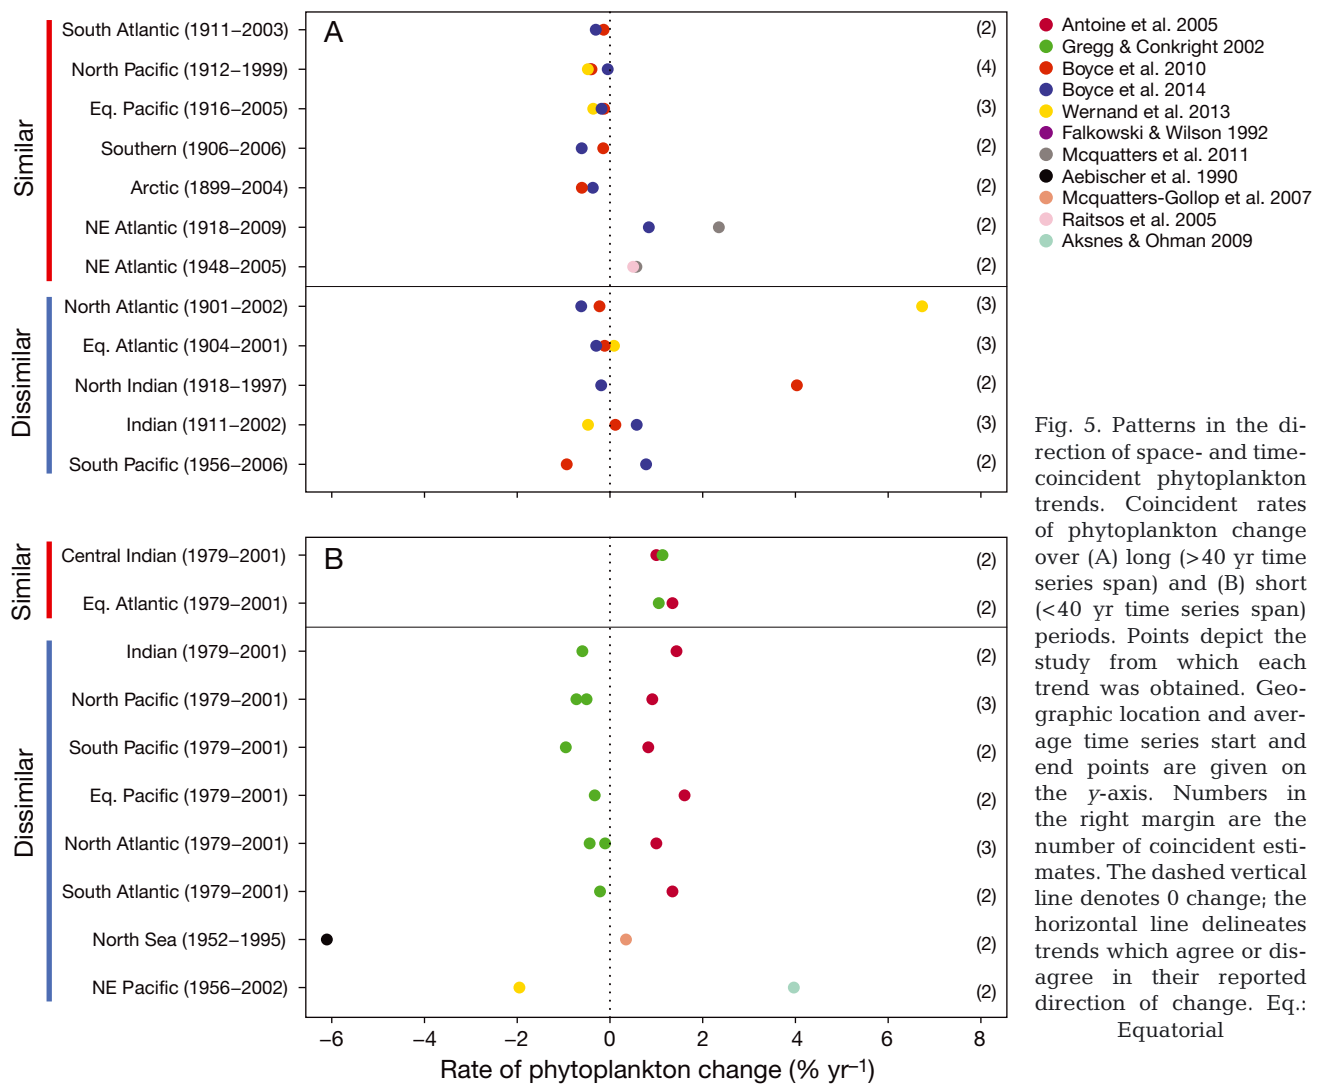 A
Similar
South Atlantic (1911–2003) (2)
North Pacific (1912–1999) (4)
Eq. Pacific (1916–2005) (3)
Southern (1906–2006) (2)
Arctic (1899–2004) (2)
NE Atlantic (1918–2009) (2)
NE Atlantic (1948–2005) (2)
Dissimilar
North Atlantic (1901–2002) (3)
Eq. Atlantic (1904–2001) (3)
North Indian (1918–1997) (2)
Indian (1911–2002) (3)
South Pacific (1956–2006) (2)
B
Similar
Central Indian (1979–2001) (2)
Eq. Atlantic (1979–2001) (2)
Dissimilar
Indian (1979–2001) (2)
North Pacific (1979–2001) (3)
South Pacific (1979–2001) (2)
Eq. Pacific (1979–2001) (2)
North Atlantic (1979–2001) (3)
South Atlantic (1979–2001) (2)
North Sea (1952–1995) (2)
NE Pacific (1956–2002) (2)
−6 −4 −2 0 2 4 6 8
Rate of phytoplankton change (% yr–1)
Antoine et al. 2005
Gregg & Conkright 2002
Boyce et al. 2010
Boyce et al. 2014
Wernand et al. 2013
Falkowski & Wilson 1992
Mcquatters et al. 2011
Aebischer et al. 1990
Mcquatters-Gollop et al. 2007
Raitsos et al. 2005
Aksnes & Ohman 2009
Fig. 5. Patterns in the di-
rection of space- and time-
coincident phytoplankton
trends. Coincident rates
of phytoplankton change
over (A) long (>40 yr time
series span) and (B) short
(<40 yr time series span)
periods. Points depict the
study from which each
trend was obtained. Geo-
graphic location and aver-
age time series start and
end points are given on
the y-axis. Numbers in
the right margin are the
number of coincident esti-
mates. The dashed vertical
line denotes 0 change; the
horizontal line delineates
trends which agree or dis-
agree in their reported
direction of change. Eq.:
Equatorial